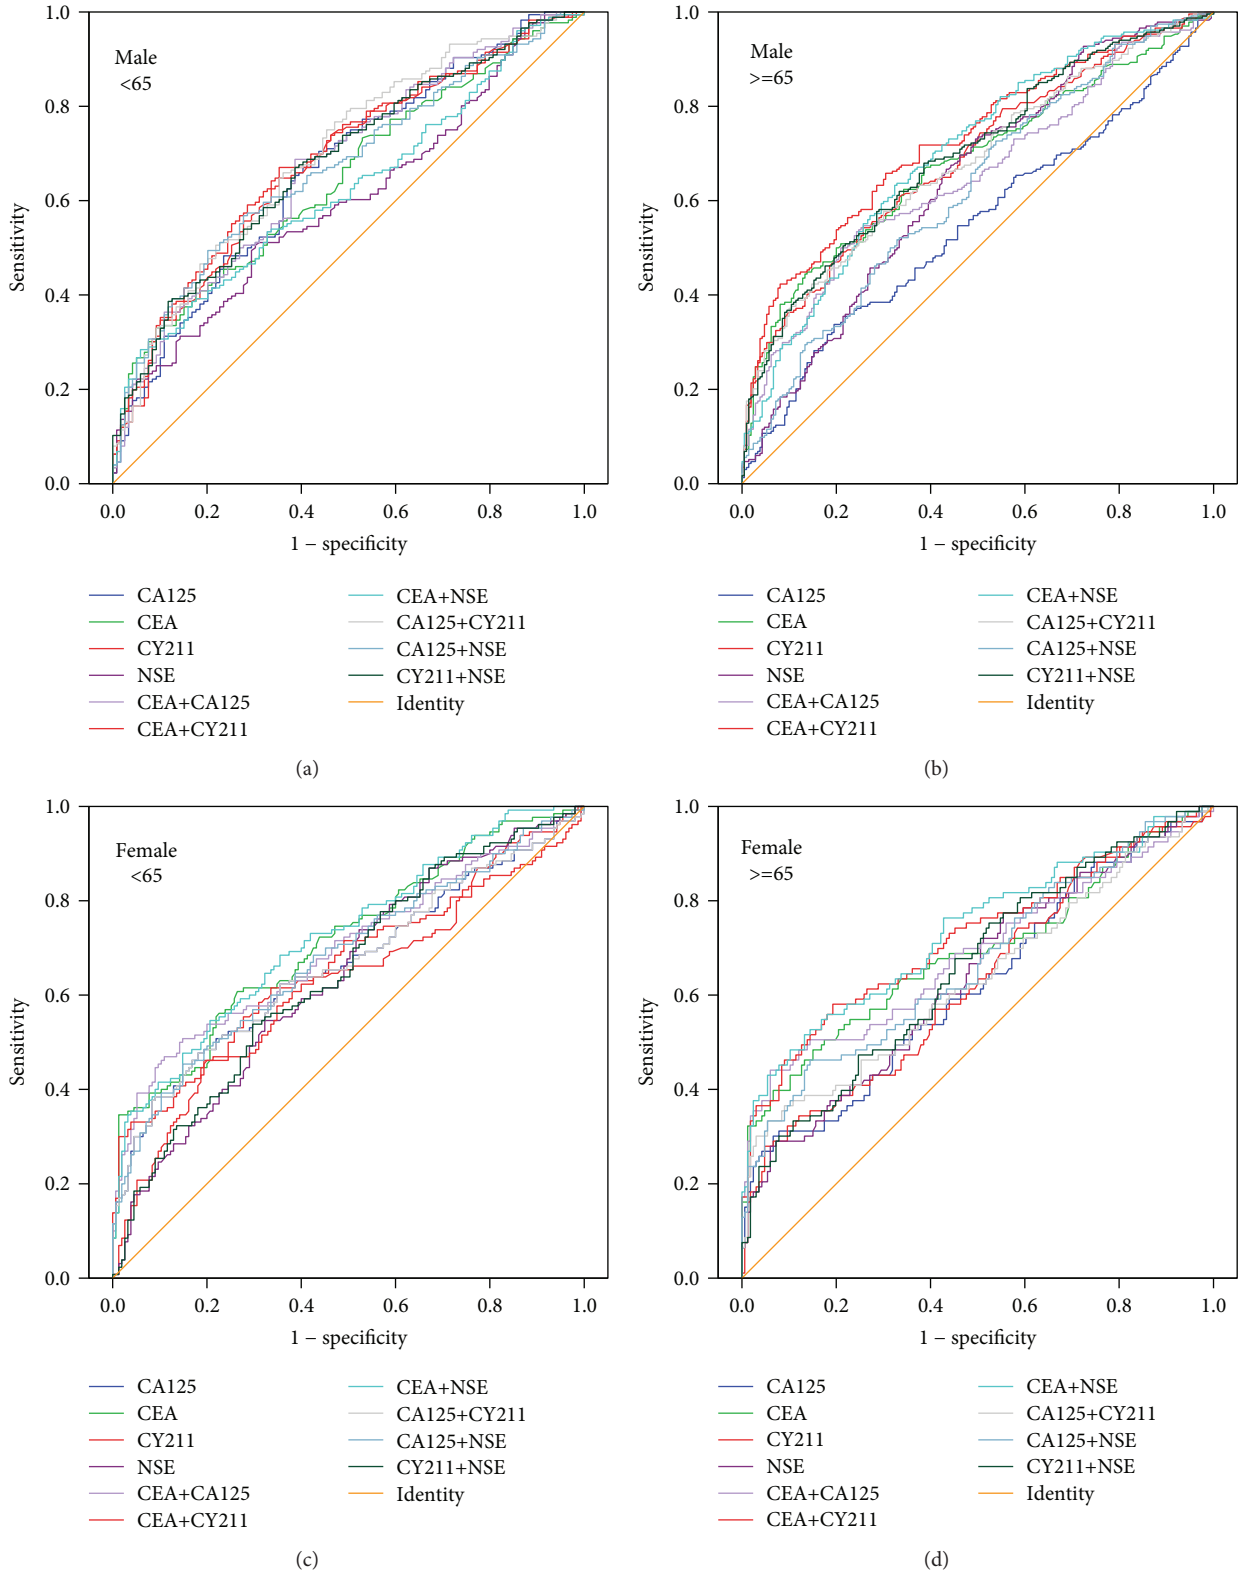 1.0
0.8
0.6
0.4
0.2
0.0
Sensitivity
Male
<65
0.0 0.2 0.4 0.6 0.8 1.0
1 − specificity
CA125
CEA
CY211
NSE
CEA+CA125
CEA+CY211
CEA+NSE
CA125+CY211
CA125+NSE
CY211+NSE
Identity
(a)
1.0
0.8
0.6
0.4
0.2
0.0
Sensitivity
Male
>=65
0.0 0.2 0.4 0.6 0.8 1.0
1 − specificity
CA125
CEA
CY211
NSE
CEA+CA125
CEA+CY211
CEA+NSE
CA125+CY211
CA125+NSE
CY211+NSE
Identity
(b)
1.0
0.8
0.6
0.4
0.2
0.0
Sensitivity
Female
<65
0.0 0.2 0.4 0.6 0.8 1.0
1 − specificity
CA125
CEA
CY211
NSE
CEA+CA125
CEA+CY211
CEA+NSE
CA125+CY211
CA125+NSE
CY211+NSE
Identity
(c)
1.0
0.8
0.6
0.4
0.2
0.0
Sensitivity
Female
>=65
0.0 0.2 0.4 0.6 0.8 1.0
1 − specificity
CA125
CEA
CY211
NSE
CEA+CA125
CEA+CY211
CEA+NSE
CA125+CY211
CA125+NSE
CY211+NSE
Identity
(d)